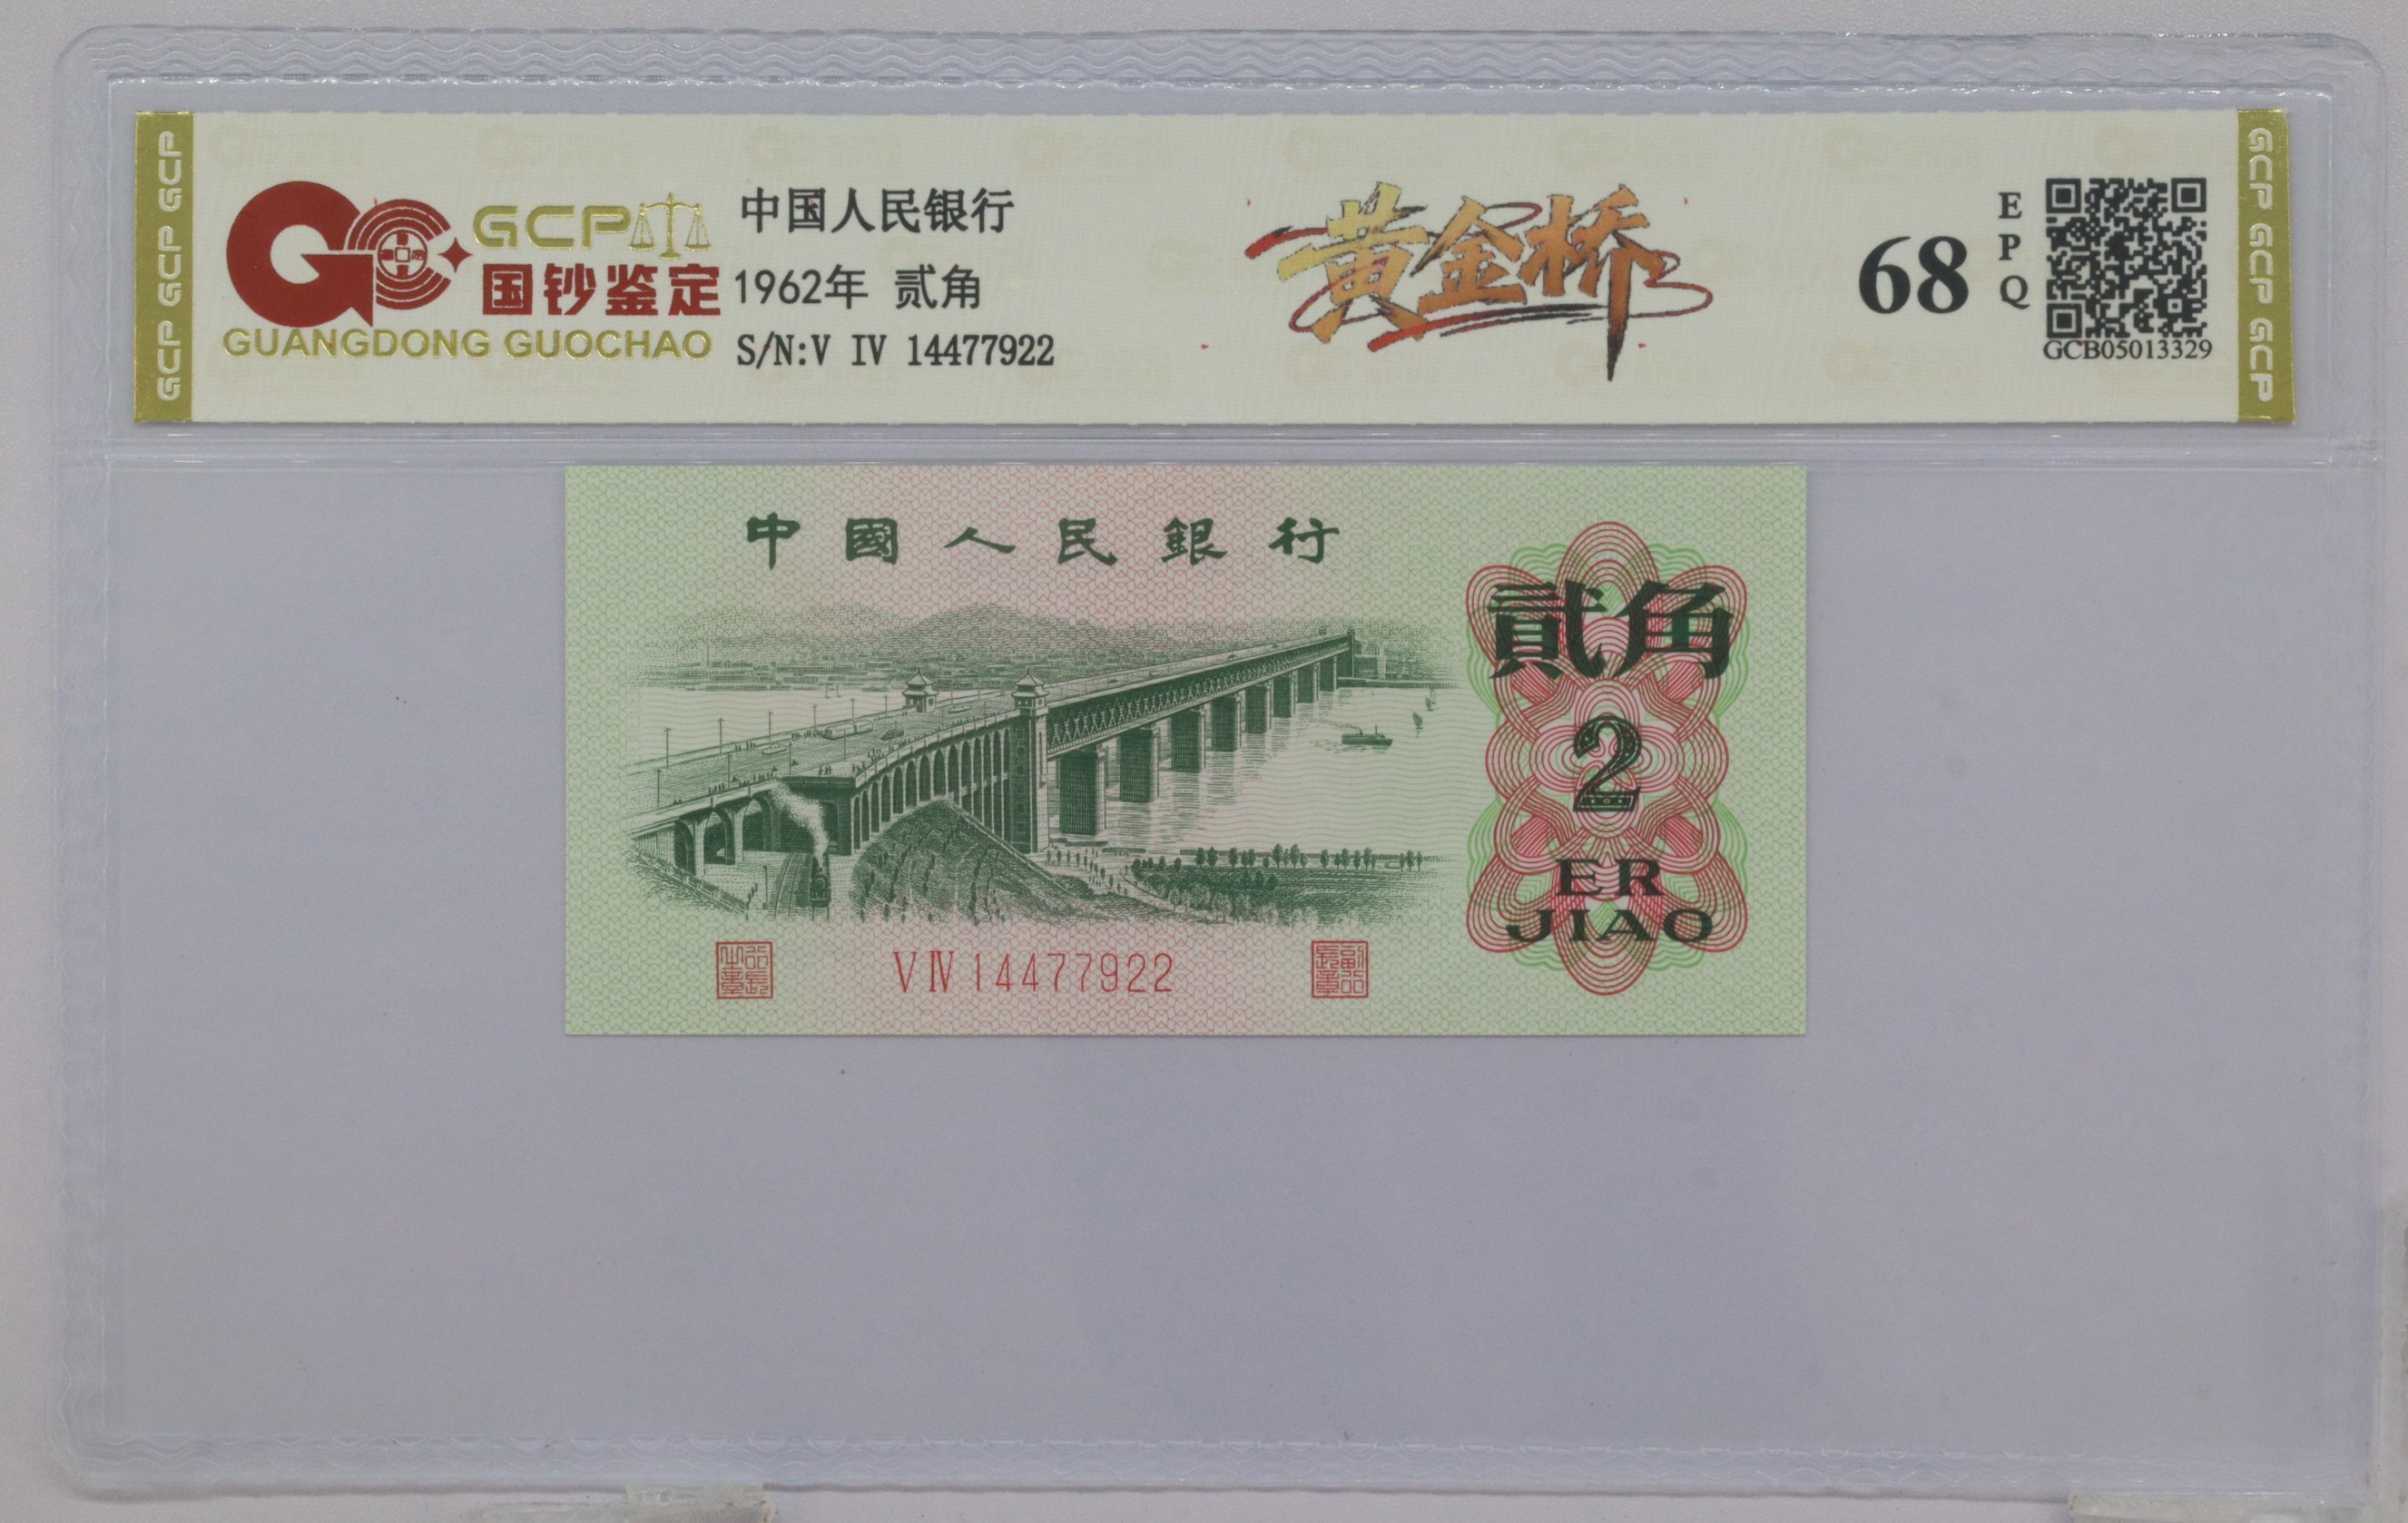 GCP GCP GCP
GCP
国钞鉴定
GUANGDONG GUOCHAO
中国人民银行
1962年 贰角
S/N:V IV 14477922
黄金桥
68
EPQ
GCB05013329
GCP GCP GCP
中國人民銀行
貳角
2
ER
JIAO
V IV 14477922